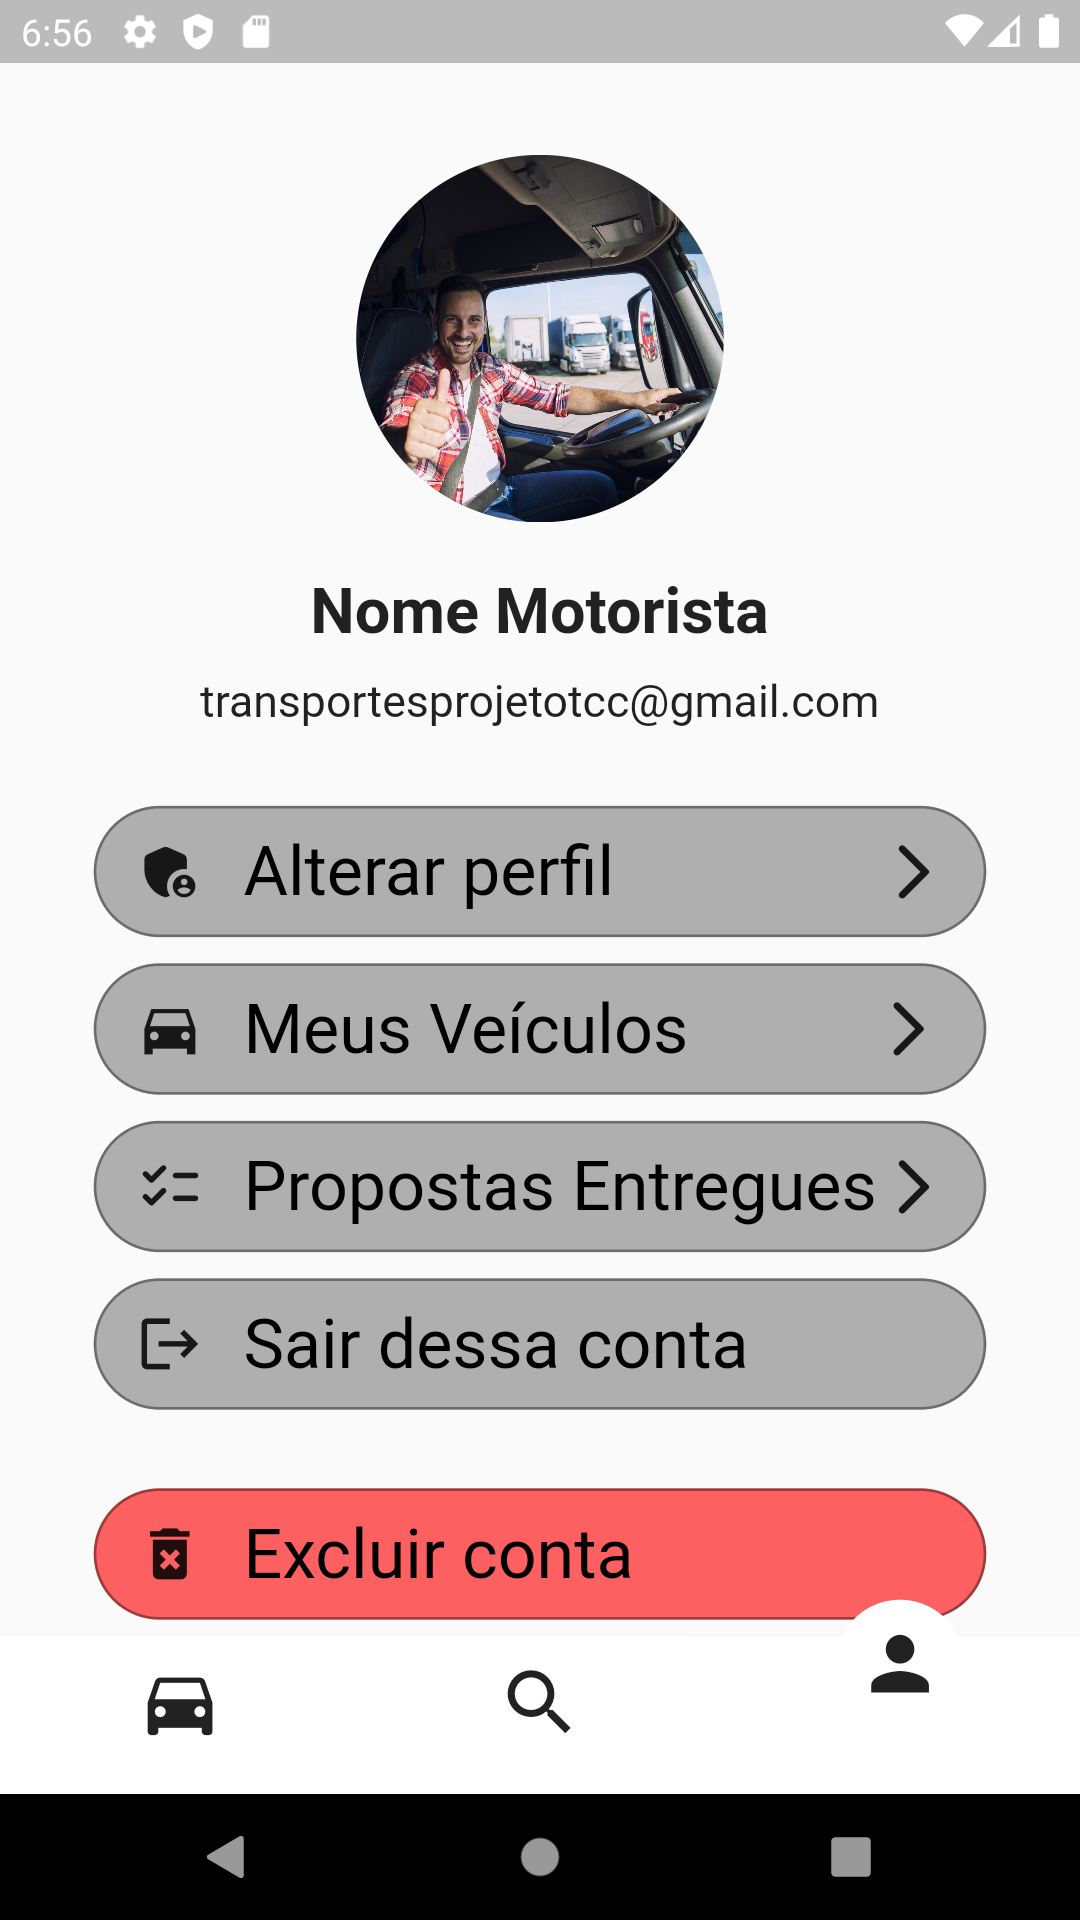 6:56
Nome Motorista
transportesprojetotcc@gmail.com
Alterar perfil
Meus Veículos
Propostas Entregues
Sair dessa conta
Excluir conta